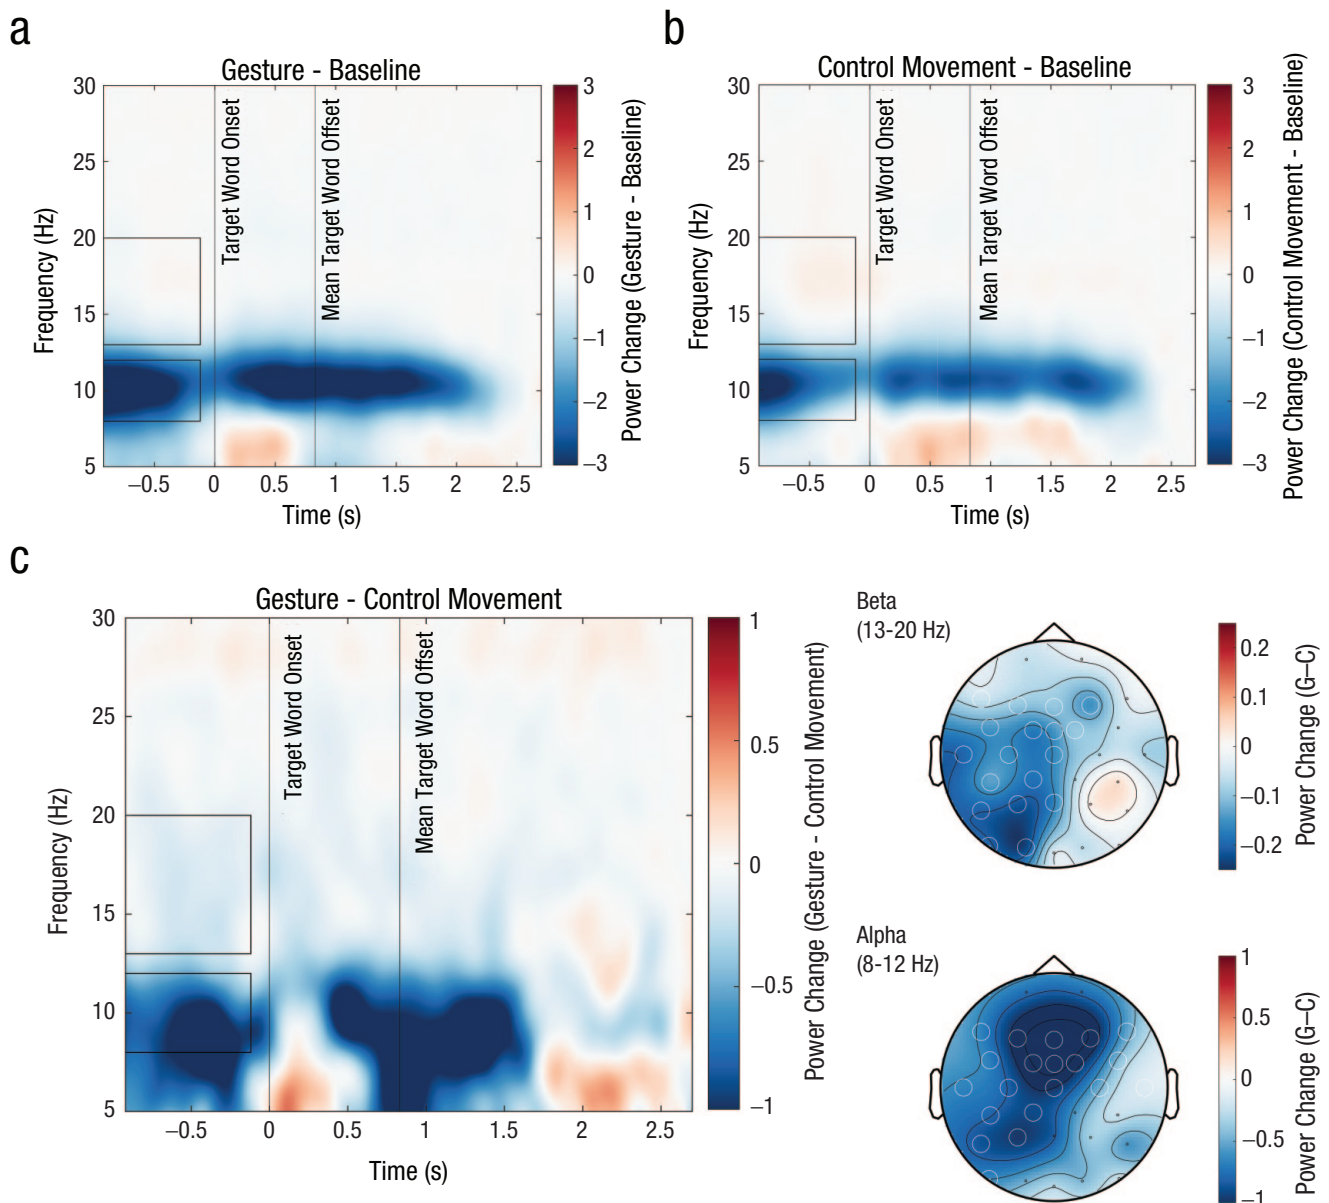 a
Gesture - Baseline
30
25
20
15
10
5
Frequency (Hz)
Target Word Onset
Mean Target Word Offset
−0.5
0
0.5
1
1.5
2
2.5
Time (s)
3
2
1
0
−1
−2
−3
Power Change (Gesture - Baseline)
b
Control Movement - Baseline
30
25
20
15
10
5
Frequency (Hz)
Target Word Onset
Mean Target Word Offset
−0.5
0
0.5
1
1.5
2
2.5
Time (s)
3
2
1
0
−1
−2
−3
Power Change (Control Movement - Baseline)
c
Gesture - Control Movement
30
25
20
15
10
5
Frequency (Hz)
Target Word Onset
Mean Target Word Offset
−0.5
0
0.5
1
1.5
2
2.5
Time (s)
1
0.5
0
−0.5
−1
Power Change (Gesture - Control Movement)
Beta
(13-20 Hz)
0.2
0.1
0
−0.1
−0.2
Power Change (G–C)
Alpha
(8-12 Hz)
1
0.5
0
−0.5
−1
Power Change (G–C)